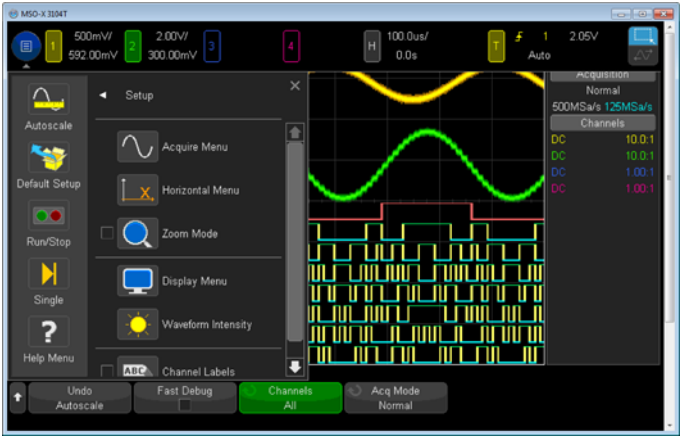 MSO-X 3104T
1 500mV/ 2 2.00V/ 3 4 H 100.0us/ T 1 2.05V
592.00mV 300.00mV 0.0s Auto
Autoscale
Default Setup
Run/Stop
Single
?
Help Menu
Setup
Acquire Menu
X
Horizontal Menu
Zoom Mode
Display Menu
Waveform Intensity
ABC Channel Labels
Acquisition
Normal
500MSa/s 125MSa/s
Channels
DC 10.0:1
DC 10.0:1
DC 1.00:1
DC 1.00:1
Undo
Autoscale
Fast Debug
Channels
All
Acq Mode
Normal